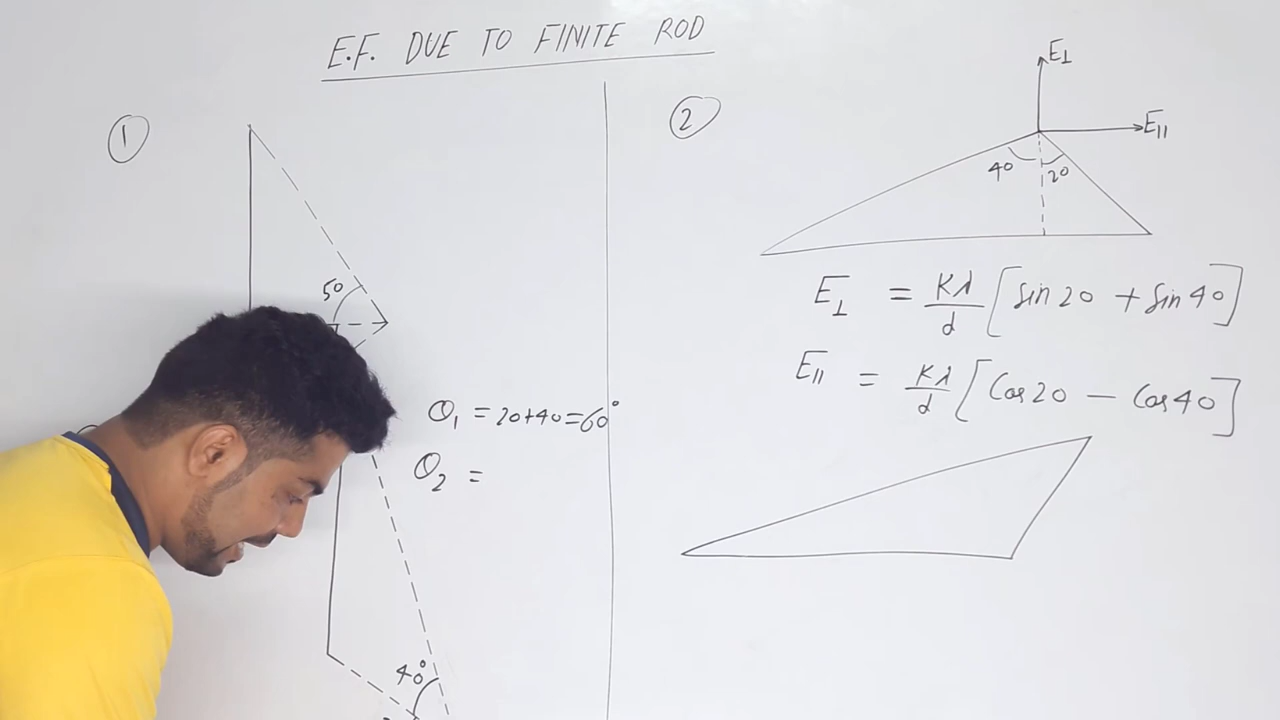 E.F. DUE TO FINITE ROD
1
50
θ₁ = 20+40=60°
θ₂ =
40°
2
E⊥
E||
40
20
E⊥ = Kλ/d [sin 20 + sin 40]
E|| = Kλ/d [Cos 20 - Cos 40]